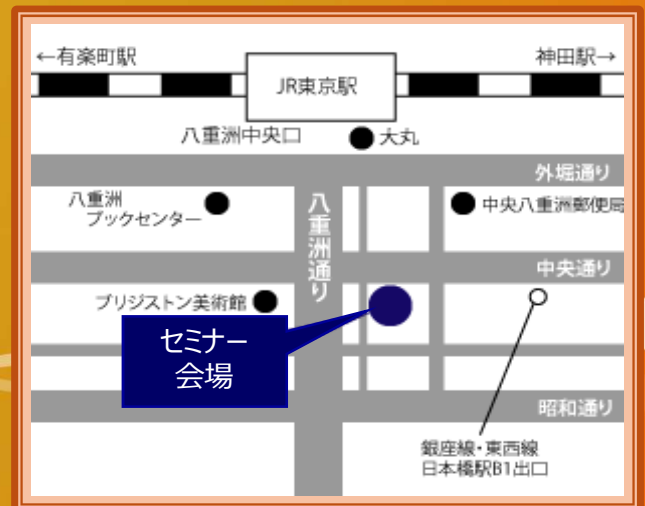 ←有楽町駅
神田駅→
JR東京駅
八重洲中央口
大丸
外堀通り
八重洲
ブックセンター
八重洲通り
中央八重洲郵便局
中央通り
ブリジストン美術館
セミナー
会場
昭和通り
銀座線・東西線
日本橋駅B1出口